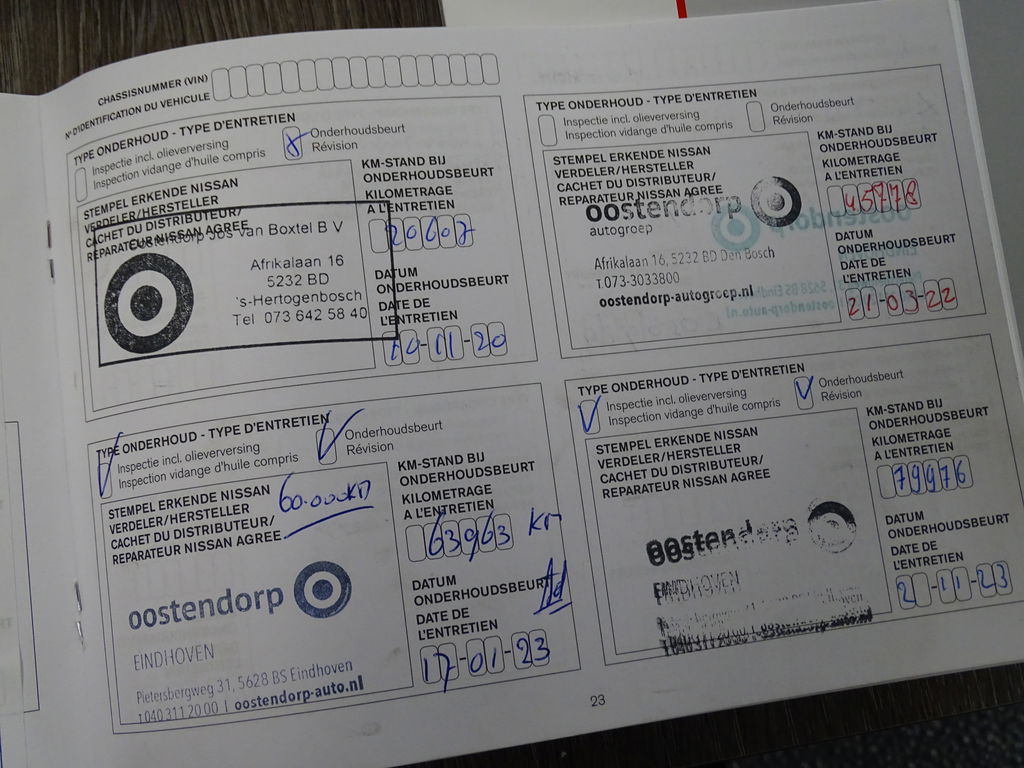 CHASSISNUMMER (VIN)
N° D'IDENTIFICATION DU VEHICULE
TYPE ONDERHOUD - TYPE D'ENTRETIEN
Inspectie incl. olieverversing
Inspection vidange d'huile compris
X Onderhoudsbeurt
Révision
STEMPEL ERKENDE NISSAN
VERDELER/HERSTELLER
CACHET DU DISTRIBUTEUR/
REPARATEUR NISSAN AGREE
Oostendorp Jos van Boxtel B V
Afrikalaan 16
5232 BD
's-Hertogenbosch
Tel 073 642 58 40
KM-STAND BIJ
ONDERHOUDSBEURT
KILOMETRAGE
A L'ENTRETIEN
20607
DATUM
ONDERHOUDSBEURT
DATE DE
L'ENTRETIEN
10-11-20
TYPE ONDERHOUD - TYPE D'ENTRETIEN
Inspectie incl. olieverversing
Inspection vidange d'huile compris
Onderhoudsbeurt
Révision
STEMPEL ERKENDE NISSAN
VERDELER/HERSTELLER
CACHET DU DISTRIBUTEUR/
REPARATEUR NISSAN AGREE
oostendorp
autogroep
Afrikalaan 16, 5232 BD Den Bosch
T.073-3033800
oostendorp-autogroep.nl
KM-STAND BIJ
ONDERHOUDSBEURT
KILOMETRAGE
A L'ENTRETIEN
45778
DATUM
ONDERHOUDSBEURT
DATE DE
L'ENTRETIEN
21-03-22
TYPE ONDERHOUD - TYPE D'ENTRETIEN
Inspectie incl. olieverversing
Inspection vidange d'huile compris
Onderhoudsbeurt
Révision
STEMPEL ERKENDE NISSAN
VERDELER/HERSTELLER
CACHET DU DISTRIBUTEUR/
REPARATEUR NISSAN AGREE
60.000KM
oostendorp
EINDHOVEN
Pietersbergweg 31, 5628 BS Eindhoven
T 040 311 20 00 | oostendorp-auto.nl
KM-STAND BIJ
ONDERHOUDSBEURT
KILOMETRAGE
A L'ENTRETIEN
63963 km
DATUM
ONDERHOUDSBEURT
DATE DE
L'ENTRETIEN
17-01-23
TYPE ONDERHOUD - TYPE D'ENTRETIEN
Inspectie incl. olieverversing
Inspection vidange d'huile compris
Onderhoudsbeurt
Révision
STEMPEL ERKENDE NISSAN
VERDELER/HERSTELLER
CACHET DU DISTRIBUTEUR/
REPARATEUR NISSAN AGREE
oostendorp
EINDHOVEN
KM-STAND BIJ
ONDERHOUDSBEURT
KILOMETRAGE
A L'ENTRETIEN
79976
DATUM
ONDERHOUDSBEURT
DATE DE
L'ENTRETIEN
21-11-23
23